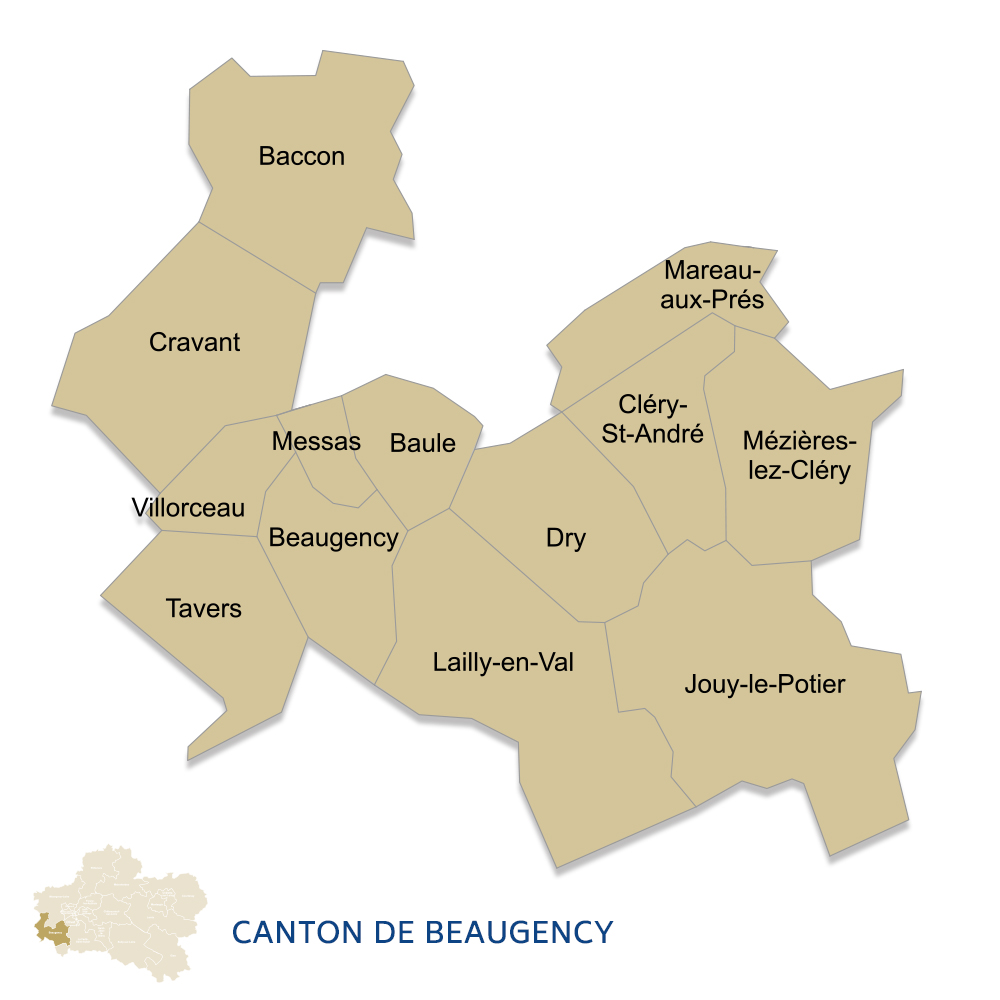 Baccon
Mareau-
aux-Prés
Cravant
Cléry-
St-André
Messas
Baule
Mézières-
lez-Cléry
Villorceau
Beaugency
Dry
Tavers
Lailly-en-Val
Jouy-le-Potier
CANTON DE BEAUGENCY